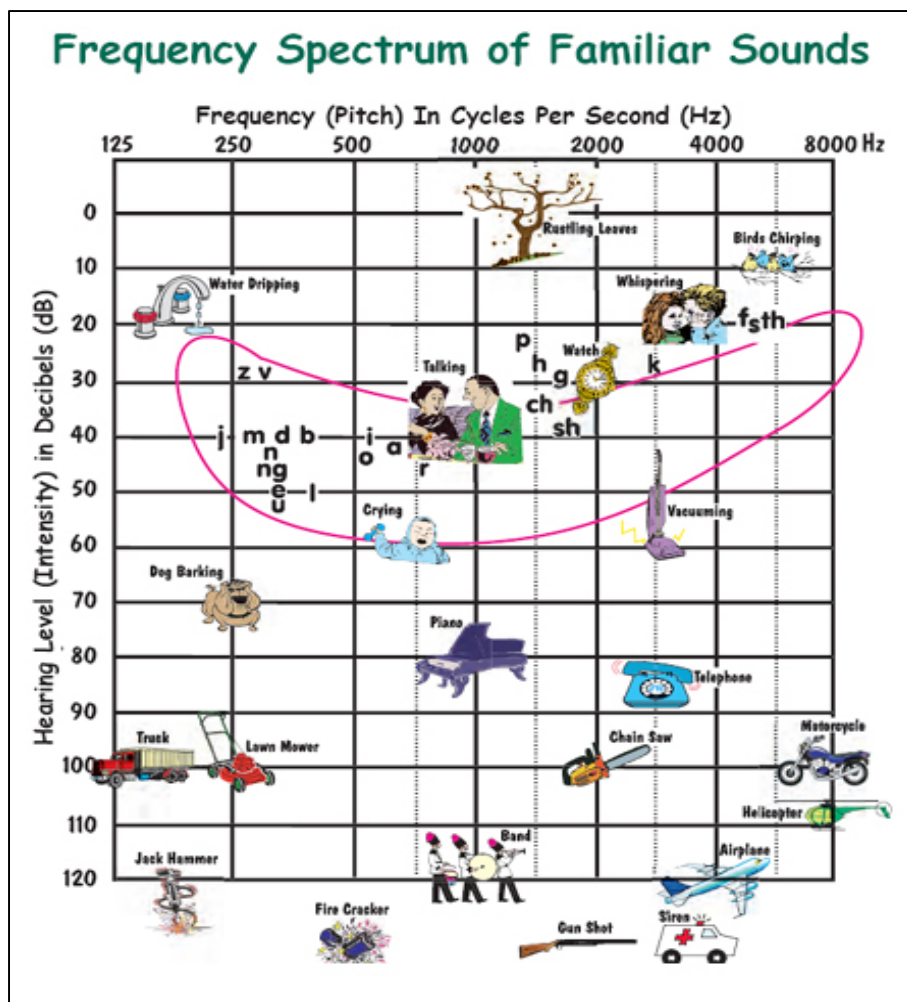 Frequency Spectrum of Familiar Sounds
Frequency (Pitch) In Cycles Per Second (Hz)
125 250 500 1000 2000 4000 8000 Hz
Hearing Level (Intensity) in Decibels (dB)
0
Rustling Leaves
Birds Chirping
10
Water Dripping
Whispering
20
f s th
p
h
Watch
k
Talking
30
z v
g
ch
sh
40
j m d b i a
n
o
ng
r
50
e l
u
Crying
Vacuuming
60
Dog Barking
70
Piano
80
Telephone
90
Truck
Lawn Mower
Chain Saw
Motorcycle
100
Helicopter
110
Band
Jack Hammer
Airplane
120
Fire Cracker
Gun Shot
Siren